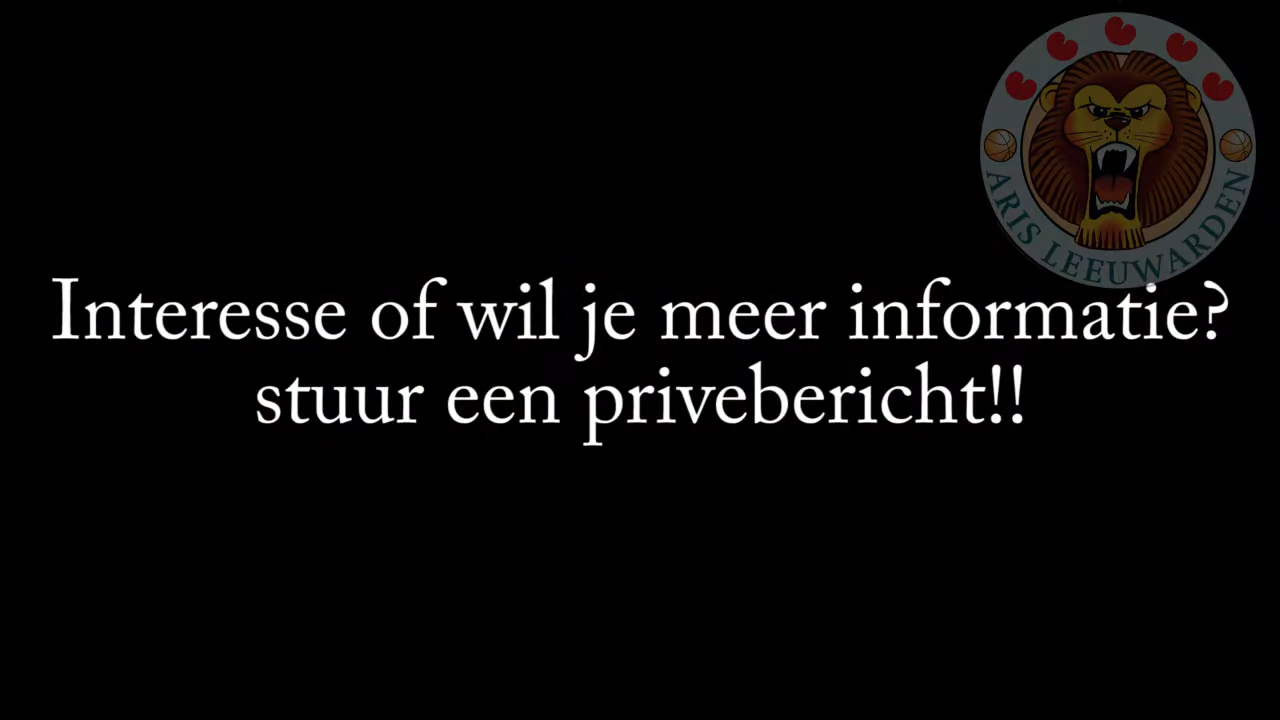 ARIS LEEUWARDEN
Interesse of wil je meer informatie?
stuur een privebericht!!